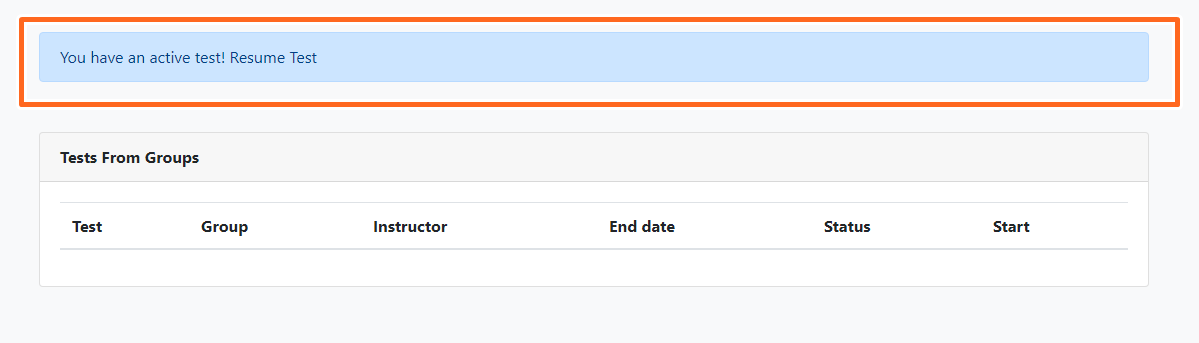 You have an active test! Resume Test
Tests From Groups
Test Group Instructor End date Status Start